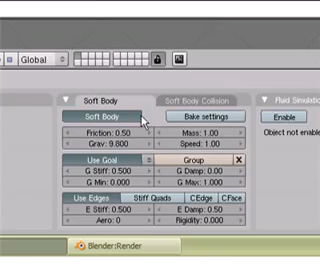 Global
Soft Body Soft Body Collision Fluid Simulation
Soft Body Bake settings Enable
Friction: 0.50 Mass: 1.00 Object not enable
Grav: 9.800 Speed: 1.00
Use Goal Group X
G Stiff: 0.500 G Damp: 0.00
G Min: 0.000 G Max: 1.000
Use Edges Stiff Quads CEdge CFace
E Stiff: 0.500 E Damp: 0.50
Aero: 0 Rigidity: 0.000
Blender:Render